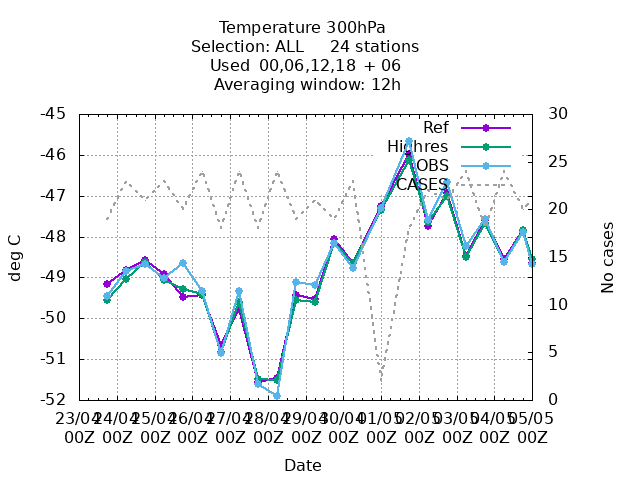 Temperature 300hPa
Selection: ALL 24 stations
Used 00,06,12,18 + 06
Averaging window: 12h
-45
-46
-47
-48
-49
-50
-51
-52
30
25
20
15
10
5
0
Ref
Highres
OBS
CASES
deg C
No cases
23/04 24/04 25/04 26/04 27/04 28/04 29/04 30/04 01/05 02/05 03/05 04/05 05/05
00Z 00Z 00Z 00Z 00Z 00Z 00Z 00Z 00Z 00Z 00Z 00Z 00Z
Date